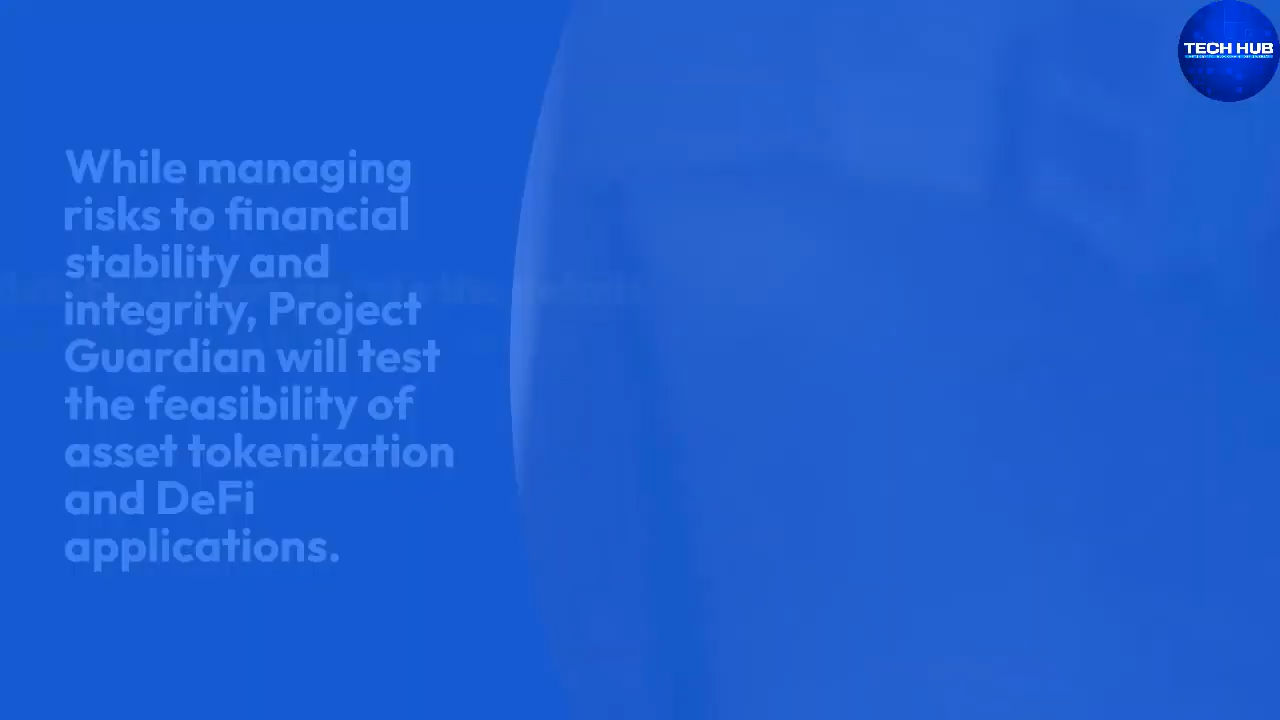 While managing
risks to financial
stability and
integrity, Project
Guardian will test
the feasibility of
asset tokenization
and DeFi
applications.
TECH HUB